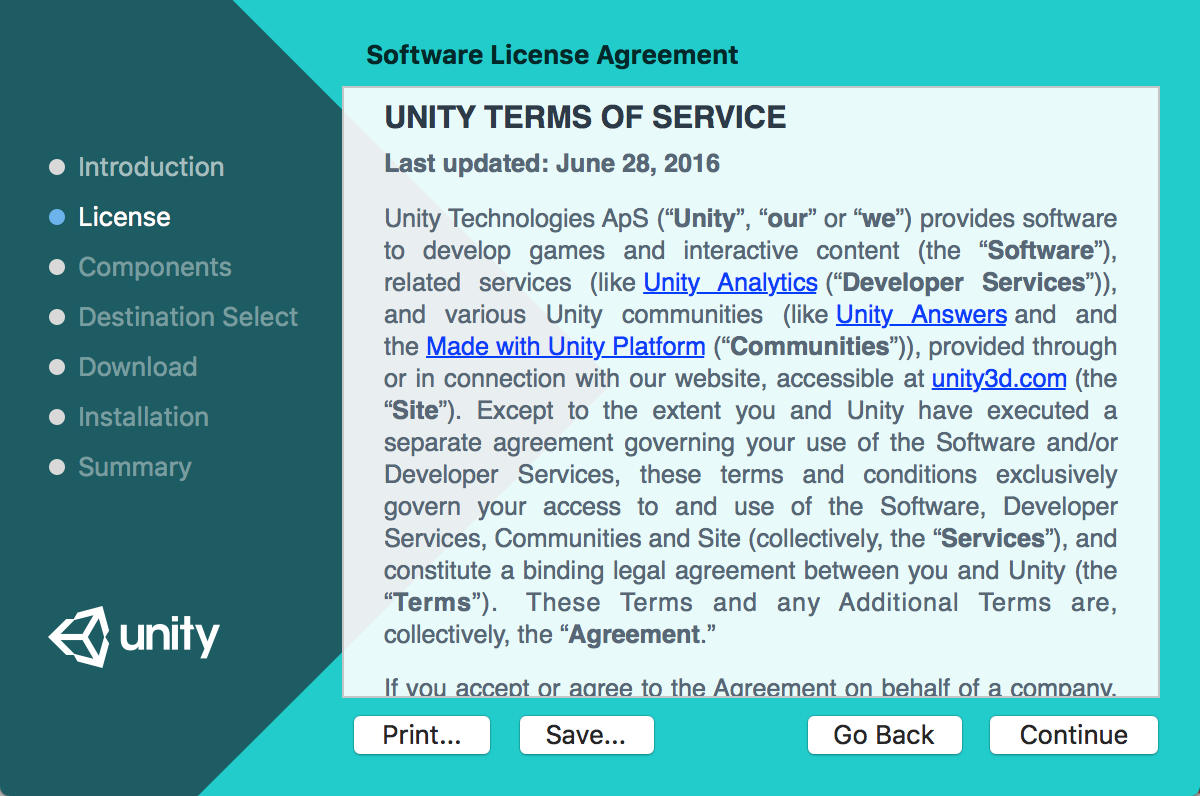 Software License Agreement
Introduction
License
Components
Destination Select
Download
Installation
Summary
unity
UNITY TERMS OF SERVICE
Last updated: June 28, 2016
Unity Technologies ApS (“Unity”, “our” or “we”) provides software
to develop games and interactive content (the “Software”),
related services (like Unity Analytics (“Developer Services”)),
and various Unity communities (like Unity Answers and and
the Made with Unity Platform (“Communities”)), provided through
or in connection with our website, accessible at unity3d.com (the
“Site”). Except to the extent you and Unity have executed a
separate agreement governing your use of the Software and/or
Developer Services, these terms and conditions exclusively
govern your access to and use of the Software, Developer
Services, Communities and Site (collectively, the “Services”), and
constitute a binding legal agreement between you and Unity (the
“Terms”). These Terms and any Additional Terms are,
collectively, the “Agreement.”
If you accept or agree to the Agreement on behalf of a company,
Print...
Save...
Go Back
Continue